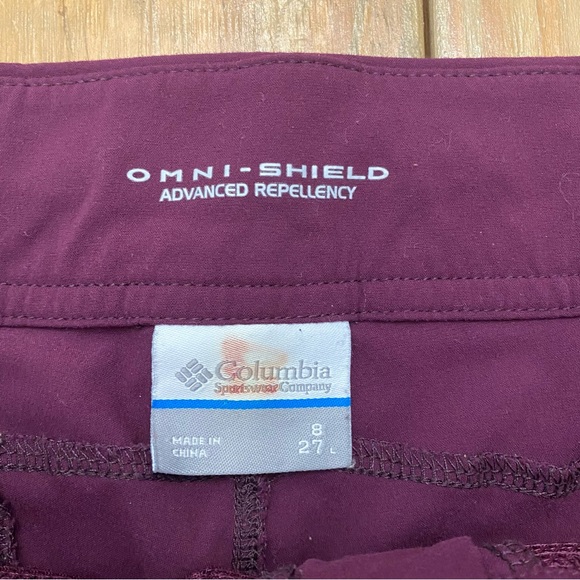 OMNI-SHIELD
ADVANCED REPELLENCY
Columbia
Sportswear Company
MADE IN
CHINA
8
27 L